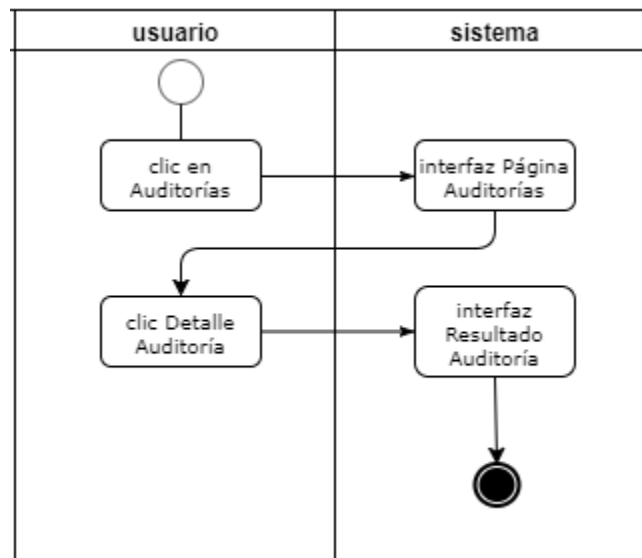 usuario
sistema
clic en
Auditorías
interfaz Página
Auditorías
clic Detalle
Auditoría
interfaz
Resultado
Auditoría